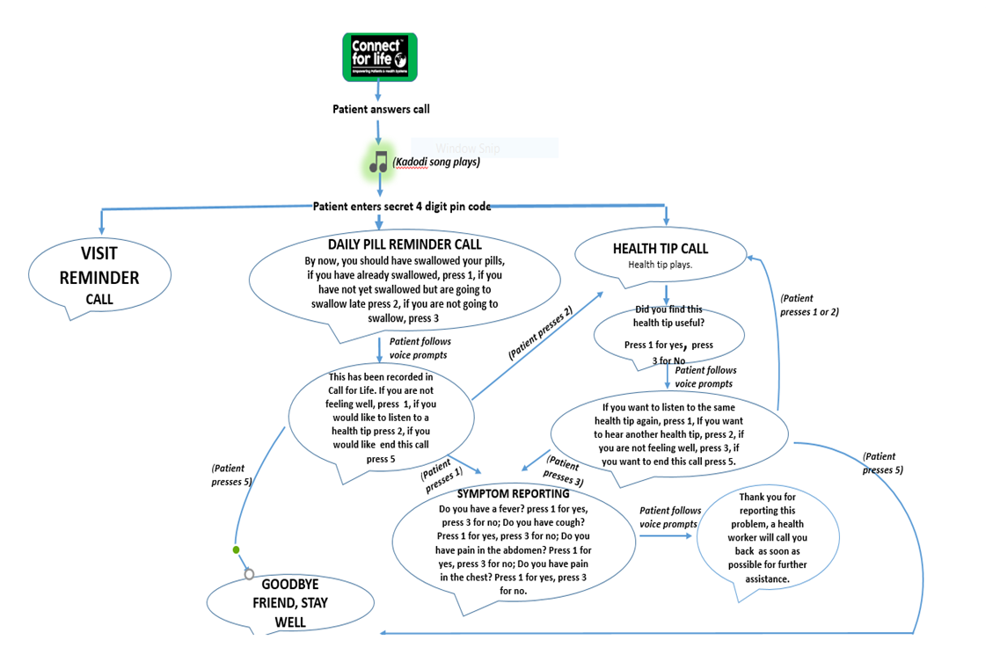 Connect™
for life
Empowering Patients & Health Systems
Patient answers call
Window Snip
(Kadodi song plays)
Patient enters secret 4 digit pin code
VISIT
REMINDER
CALL
DAILY PILL REMINDER CALL
By now, you should have swallowed your pills,
if you have already swallowed, press 1, if you
have not yet swallowed but are going to
swallow late press 2, if you are not going to
swallow, press 3
HEALTH TIP CALL
Health tip plays.
(Patient
presses 1 or 2)
(Patient presses 2)
Did you find this
health tip useful?
Press 1 for yes, press
3 for No
Patient follows
voice prompts
Patient follows
voice prompts
This has been recorded in
Call for Life. If you are not
feeling well, press 1, if you
would like to listen to a
health tip press 2, if you
would like end this call
press 5
If you want to listen to the same
health tip again, press 1, If you want
to hear another health tip, press 2, if
you are not feeling well, press 3, if
you want to end this call press 5.
(Patient
presses 5)
(Patient
presses 1)
(Patient
presses 3)
(Patient
presses 5)
SYMPTOM REPORTING
Do you have a fever? press 1 for yes,
press 3 for no; Do you have cough?
Press 1 for yes, press 3 for no; Do you
have pain in the abdomen? Press 1 for
yes, press 3 for no; Do you have pain
in the chest? Press 1 for yes, press 3
for no.
Patient follows
voice prompts
Thank you for
reporting this
problem, a health
worker will call you
back as soon as
possible for further
assistance.
GOODBYE
FRIEND, STAY
WELL